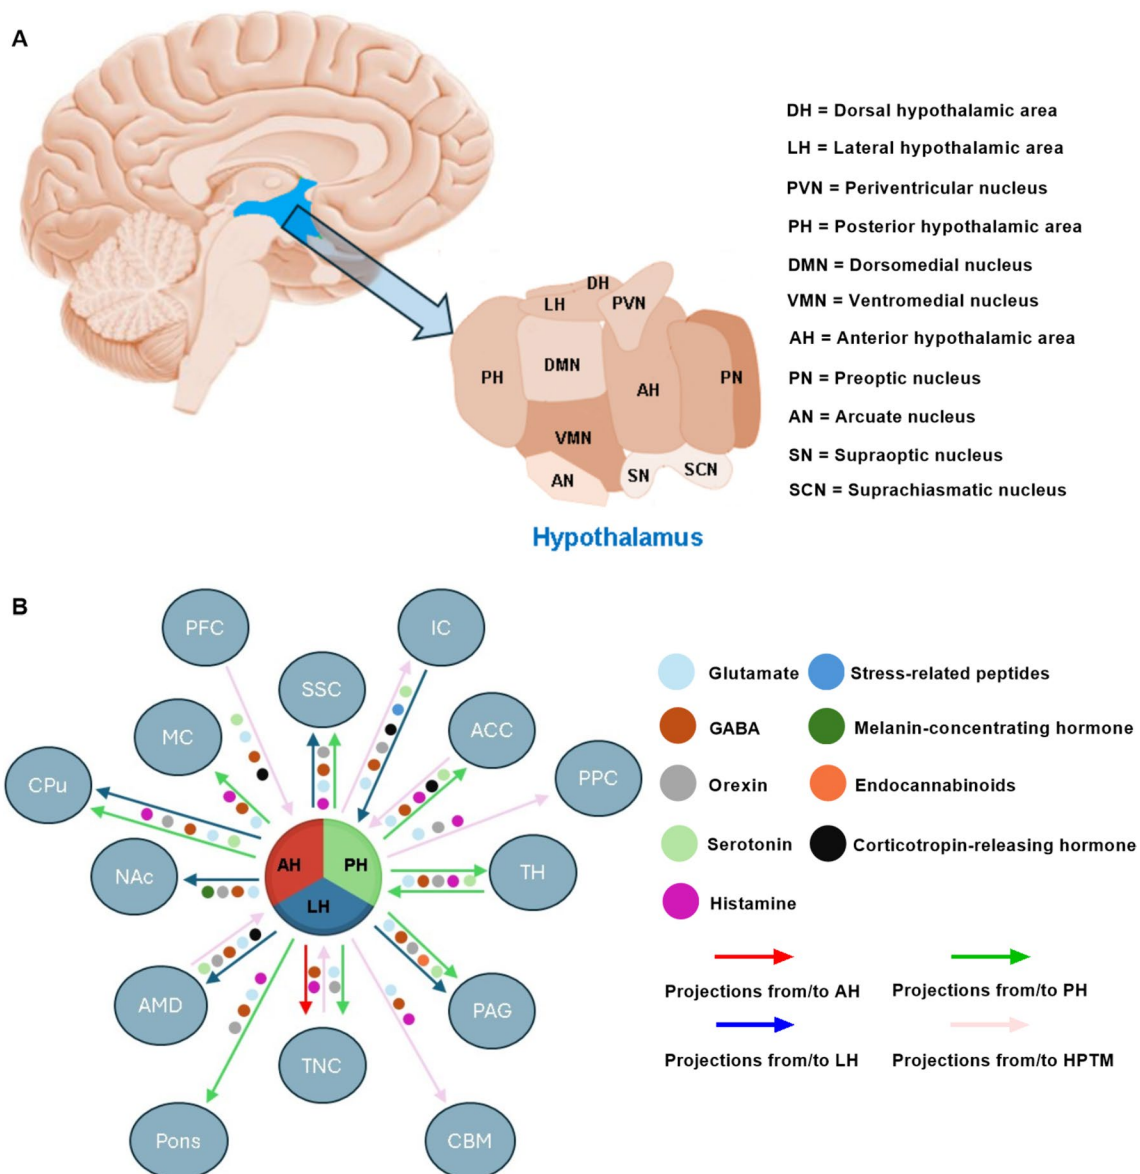 A
DH = Dorsal hypothalamic area
LH = Lateral hypothalamic area
PVN = Periventricular nucleus
PH = Posterior hypothalamic area
DMN = Dorsomedial nucleus
VMN = Ventromedial nucleus
AH = Anterior hypothalamic area
PN = Preoptic nucleus
AN = Arcuate nucleus
SN = Supraoptic nucleus
SCN = Suprachiasmatic nucleus
DH
LH
PVN
PH
DMN
AH
PN
VMN
AN
SN
SCN
Hypothalamus
B
PFC
IC
SSC
MC
ACC
CPu
PPC
NAc
AH
PH
LH
TH
AMD
PAG
TNC
Pons
CBM
Glutamate
Stress-related peptides
GABA
Melanin-concentrating hormone
Orexin
Endocannabinoids
Serotonin
Corticotropin-releasing hormone
Histamine
Projections from/to AH
Projections from/to PH
Projections from/to LH
Projections from/to HPTM